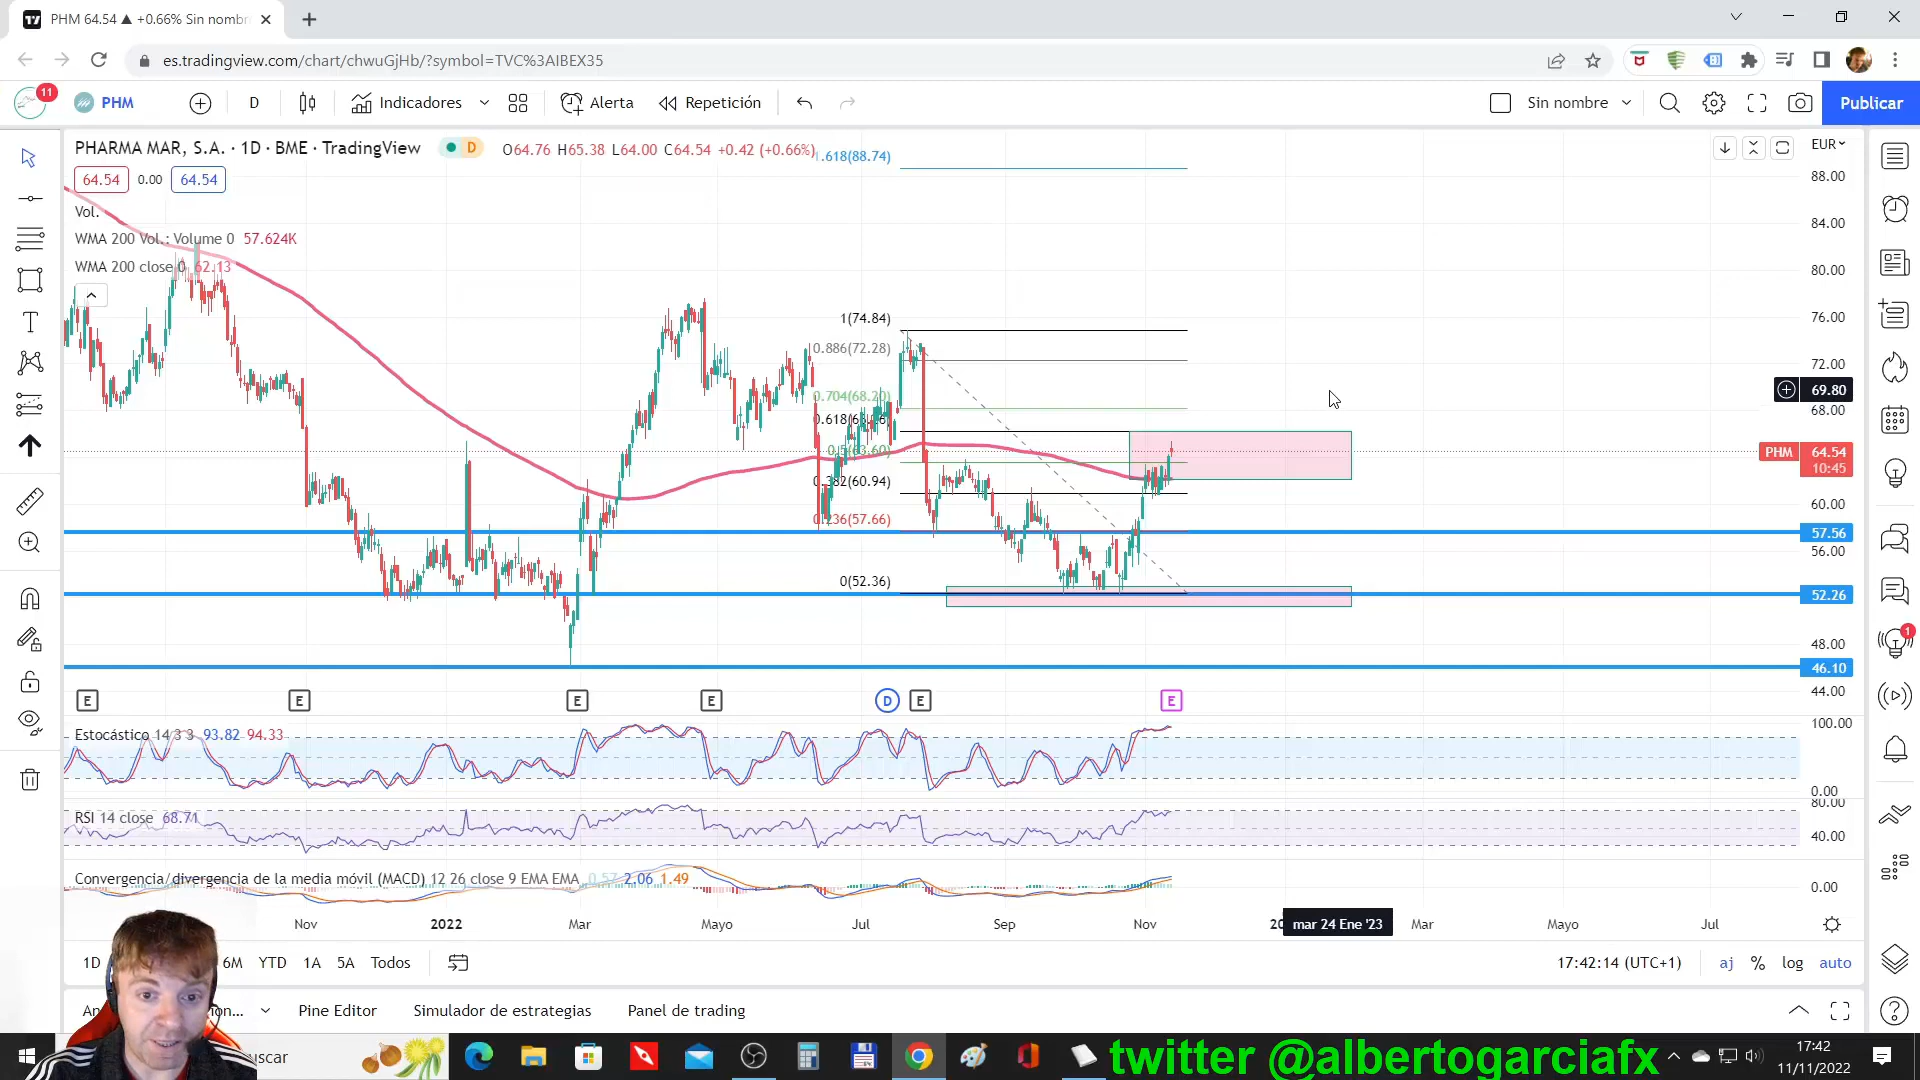 PHM 64.54 ▲ +0.66% Sin nombr
es.tradingview.com/chart/chwuGjHb/?symbol=TVC%3AIBEX35
11
PHM
D
Indicadores
Alerta
Repetición
Sin nombre
Publicar
PHARMA MAR, S.A. · 1D · BME · TradingView
D
O64.76 H65.38 L64.00 C64.54 +0.42 (+0.66%)
EUR
64.54
0.00
64.54
Vol.
WMA 200 Vol.: Volume 0 57.624K
WMA 200 close 0 62.13
1.618(88.74)
1(74.84)
0.886(72.28)
0.704(68.20)
0.5(63.60)
0.382(60.94)
0.236(57.66)
0(52.36)
88.00
84.00
80.00
76.00
72.00
69.80
68.00
PHM 64.54
10:45
60.00
57.56
56.00
52.26
48.00
46.10
44.00
E
E
E
E
D
E
E
1
Estocástico 14 3 3 93.82 94.33
100.00
0.00
RSI 14 close 68.71
80.00
40.00
Convergencia/divergencia de la media móvil (MACD) 12 26 close 9 EMA EMA 0.57 2.06 1.49
0.00
Nov
2022
Mar
Mayo
Jul
Sep
Nov
mar 24 Ene '23
Mar
Mayo
Jul
1D
6M
YTD
1A
5A
Todos
17:42:14 (UTC+1)
aj
%
log
auto
Pine Editor
Simulador de estrategias
Panel de trading
twitter @albertogarciafx
17:42
11/11/2022